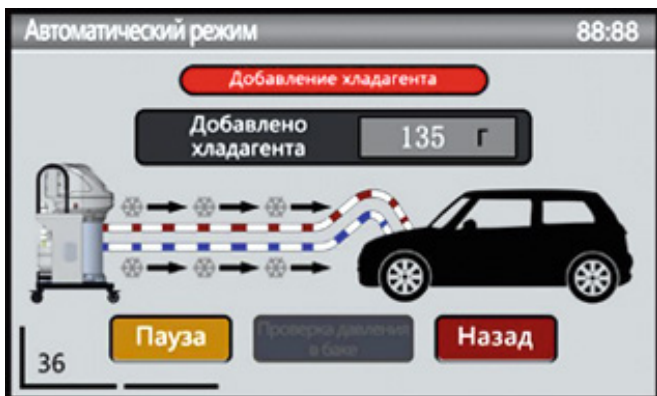 Автоматический режим 88:88
Добавление хладагента
Добавлено
хладагента
135 г
Пауза
Проверка давления
в баке
Назад
36